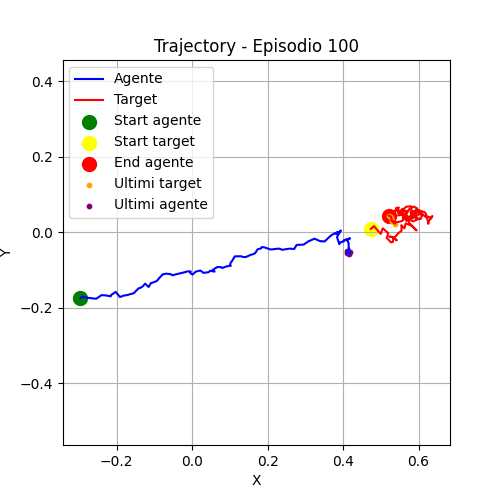 Trajectory - Episodio 100
Agente
Target
Start agente
Start target
End agente
Ultimi target
Ultimi agente
Y
0.4
0.2
0.0
−0.2
−0.4
−0.2
0.0
0.2
0.4
0.6
X